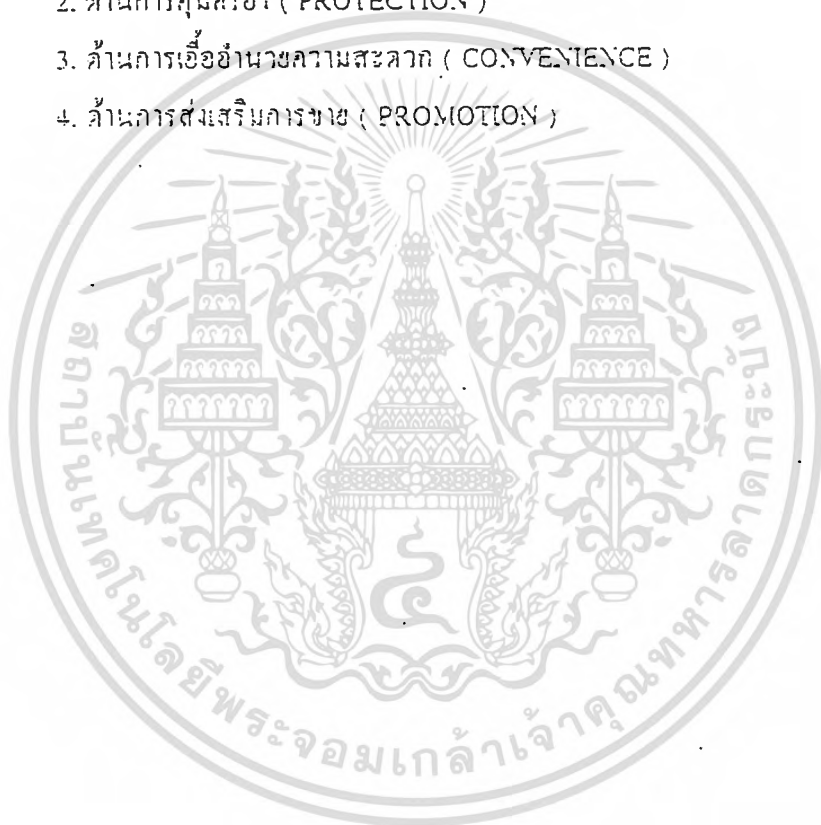 2. ด้านการคุ้มครอง ( PROTECTION )
3. ด้านการเอื้ออำนวยความสะดวก ( CONVENIENCE )
4. ด้านการส่งเสริมการขาย ( PROMOTION )
สถาบันเทคโนโลยีพระจอมเกล้าเจ้าคุณทหารลาดกระบัง